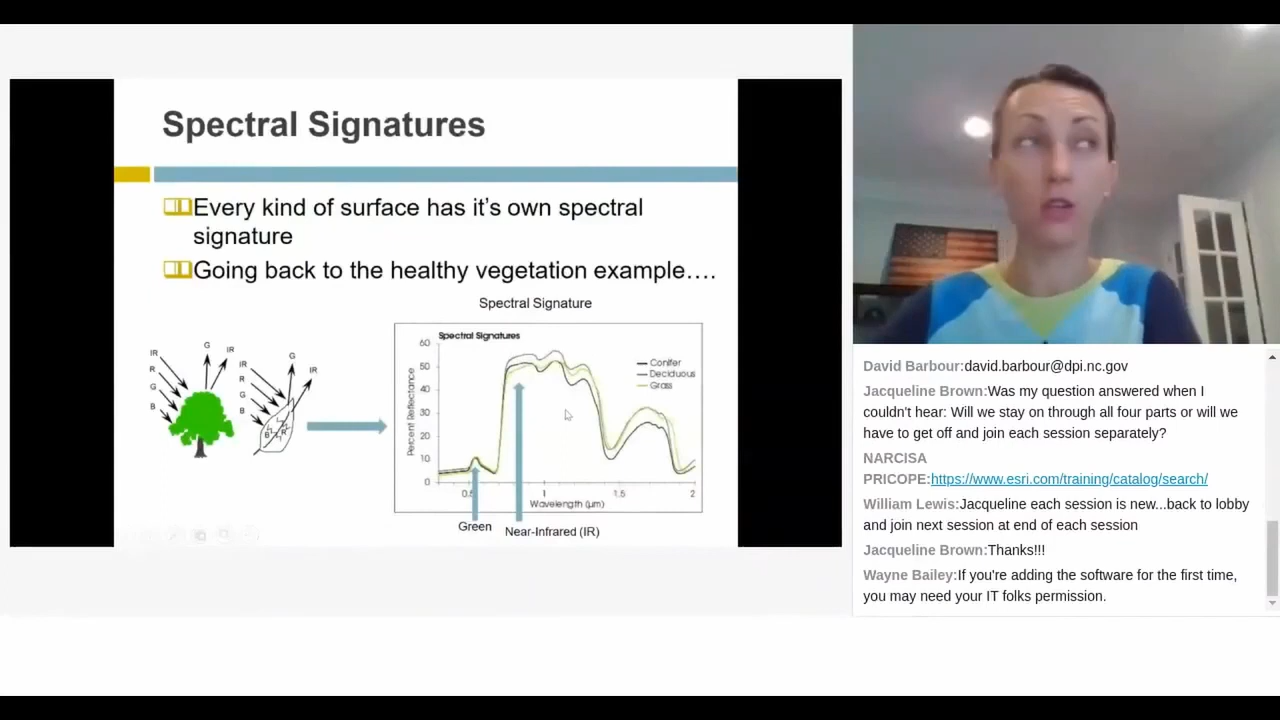 Spectral Signatures
Every kind of surface has it's own spectral
signature
Going back to the healthy vegetation example….
Spectral Signature
Spectral Signatures
60
50
40
30
20
10
0
Percent Reflectance
Conifer
Deciduous
Grass
0.5
1
1.5
2
Wavelength (µm)
Green
Near-Infrared (IR)
IR
R
G
B
G
IR
IR
R
G
B
G
IR
B
R
David Barbour:david.barbour@dpi.nc.gov
Jacqueline Brown:Was my question answered when I
couldn't hear: Will we stay on through all four parts or will we
have to get off and join each session separately?
NARCISA
PRICOPE:https://www.esri.com/training/catalog/search/
William Lewis:Jacqueline each session is new...back to lobby
and join next session at end of each session
Jacqueline Brown:Thanks!!!
Wayne Bailey:If you're adding the software for the first time,
you may need your IT folks permission.